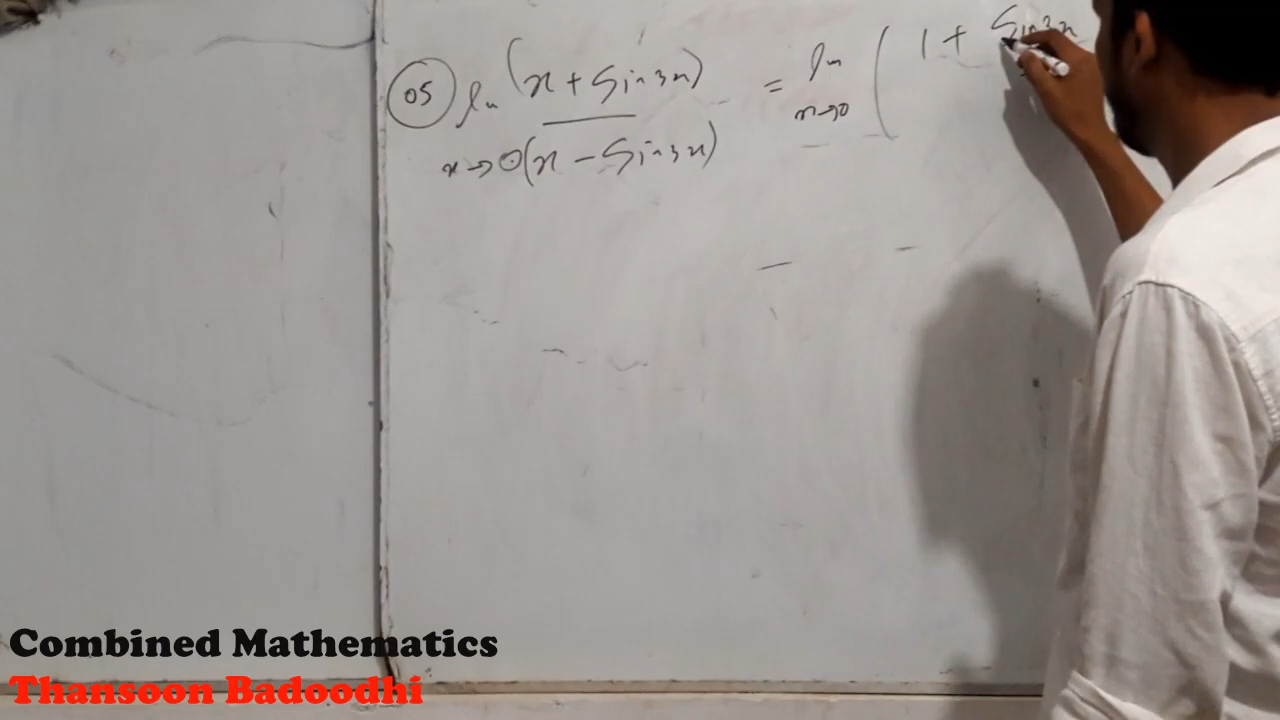 05 lim (x + Sin3x) = lim ( 1 + Sin3x
x→0 (x - Sin3x) x→0
Combined Mathematics
Thansoon Badoodhi